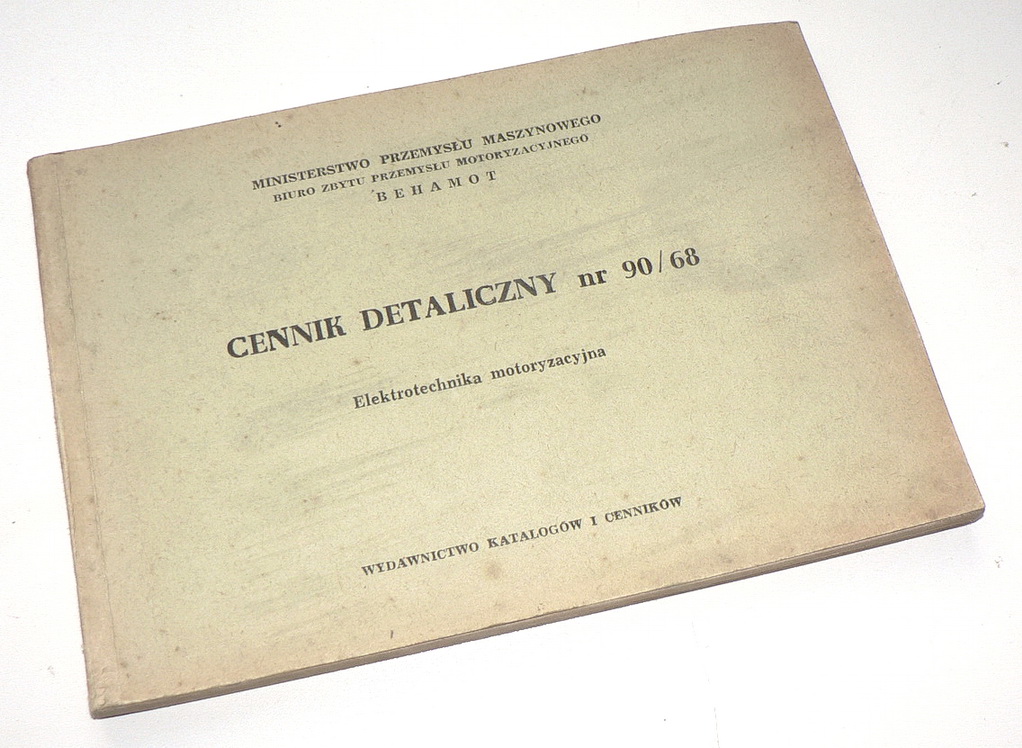 MINISTERSTWO PRZEMYSŁU MASZYNOWEGO
BIURO ZBYTU PRZEMYSŁU MOTORYZACYJNEGO
BEHAMOT
CENNIK DETALICZNY nr 90/68
Elektrotechnika motoryzacyjna
WYDAWNICTWO KATALOGÓW I CENNIKÓW